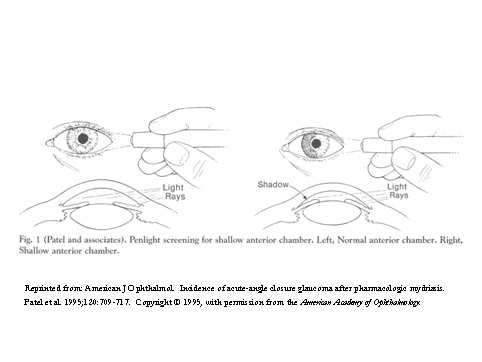 Light
Rays
Shadow
Light
Rays
Fig. 1 (Patel and associates). Penlight screening for shallow anterior chamber. Left, Normal anterior chamber. Right,
Shallow anterior chamber.
Reprinted from: American J Ophthalmol. Incidence of acute-angle closure glaucoma after pharmacologic mydriasis.
Patel et al. 1995;120:709-717. Copyright © 1995, with permission from the American Academy of Ophthalmology.